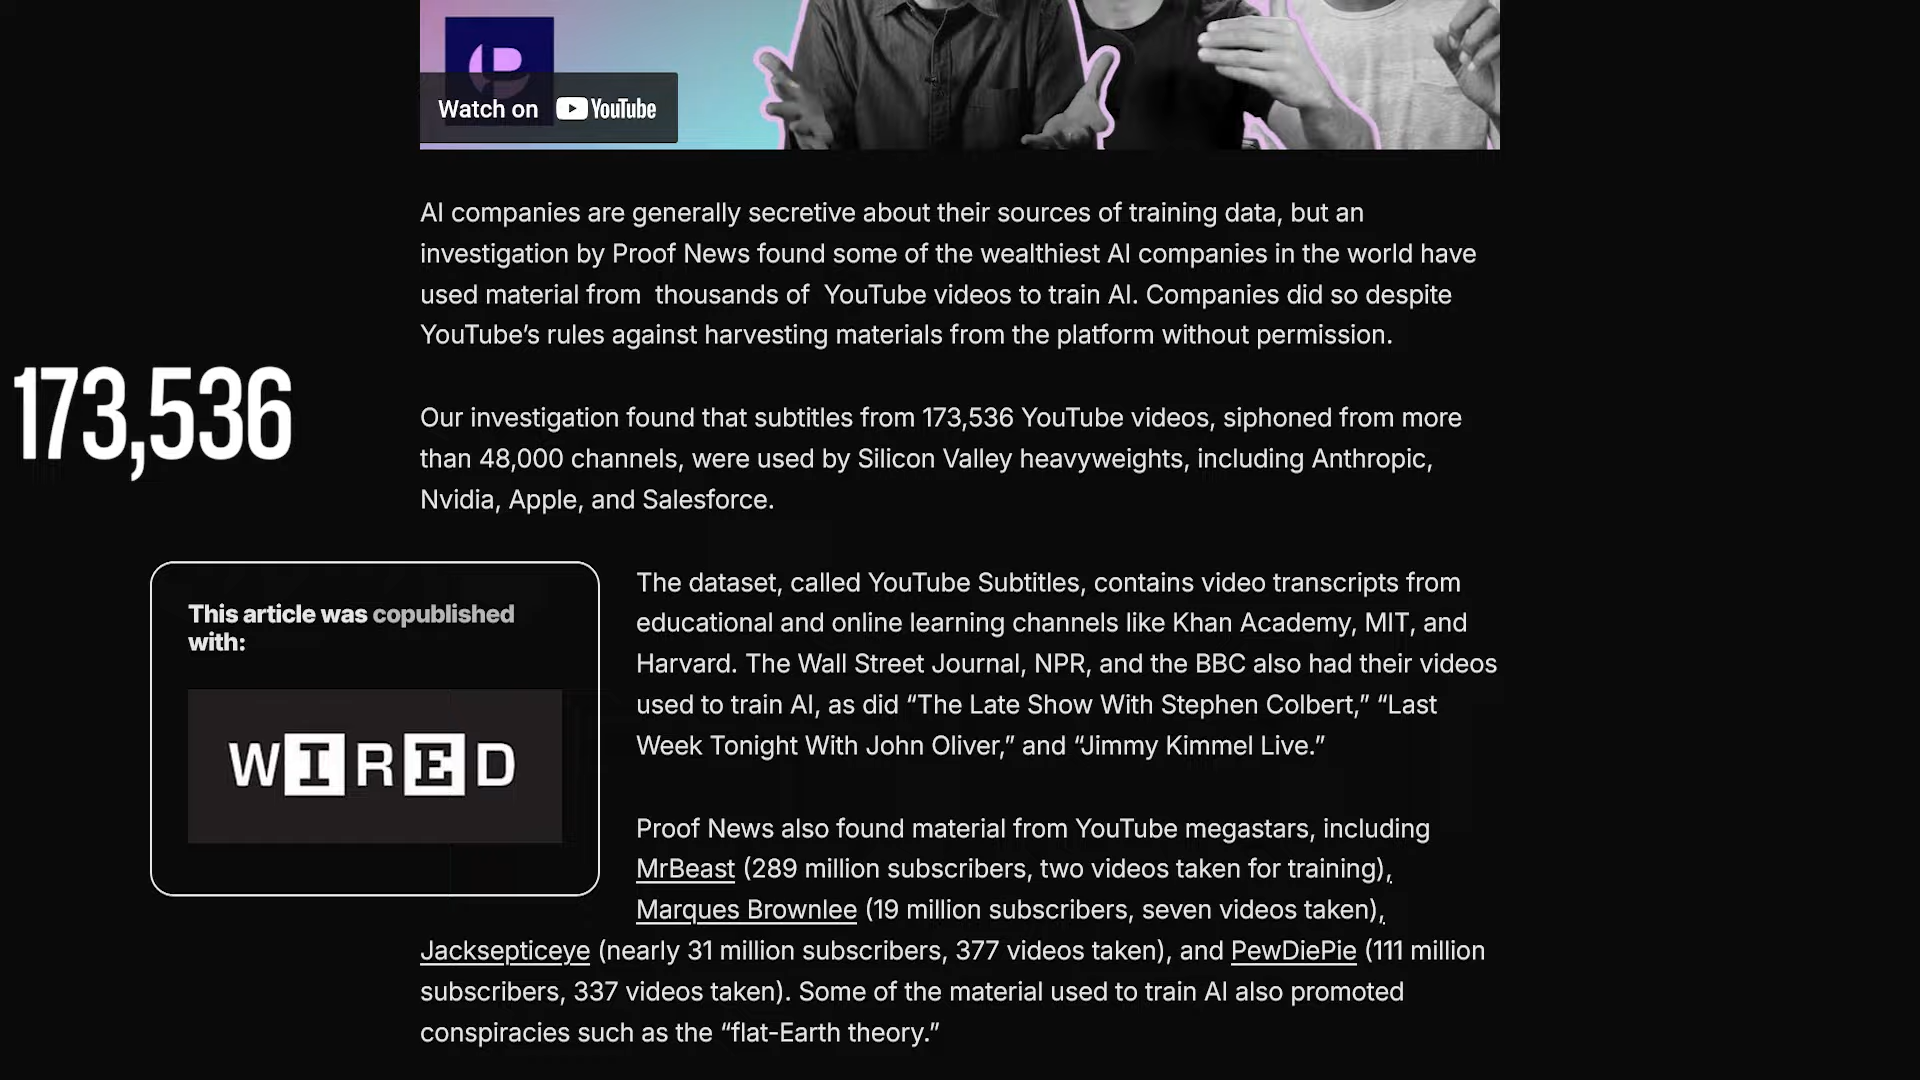 Watch on YouTube
AI companies are generally secretive about their sources of training data, but an
investigation by Proof News found some of the wealthiest AI companies in the world have
used material from thousands of YouTube videos to train AI. Companies did so despite
YouTube’s rules against harvesting materials from the platform without permission.
173,536
Our investigation found that subtitles from 173,536 YouTube videos, siphoned from more
than 48,000 channels, were used by Silicon Valley heavyweights, including Anthropic,
Nvidia, Apple, and Salesforce.
This article was copublished
with:
WIRED
The dataset, called YouTube Subtitles, contains video transcripts from
educational and online learning channels like Khan Academy, MIT, and
Harvard. The Wall Street Journal, NPR, and the BBC also had their videos
used to train AI, as did “The Late Show With Stephen Colbert,” “Last
Week Tonight With John Oliver,” and “Jimmy Kimmel Live.”
Proof News also found material from YouTube megastars, including
MrBeast (289 million subscribers, two videos taken for training),
Marques Brownlee (19 million subscribers, seven videos taken),
Jacksepticeye (nearly 31 million subscribers, 377 videos taken), and PewDiePie (111 million
subscribers, 337 videos taken). Some of the material used to train AI also promoted
conspiracies such as the “flat-Earth theory.”